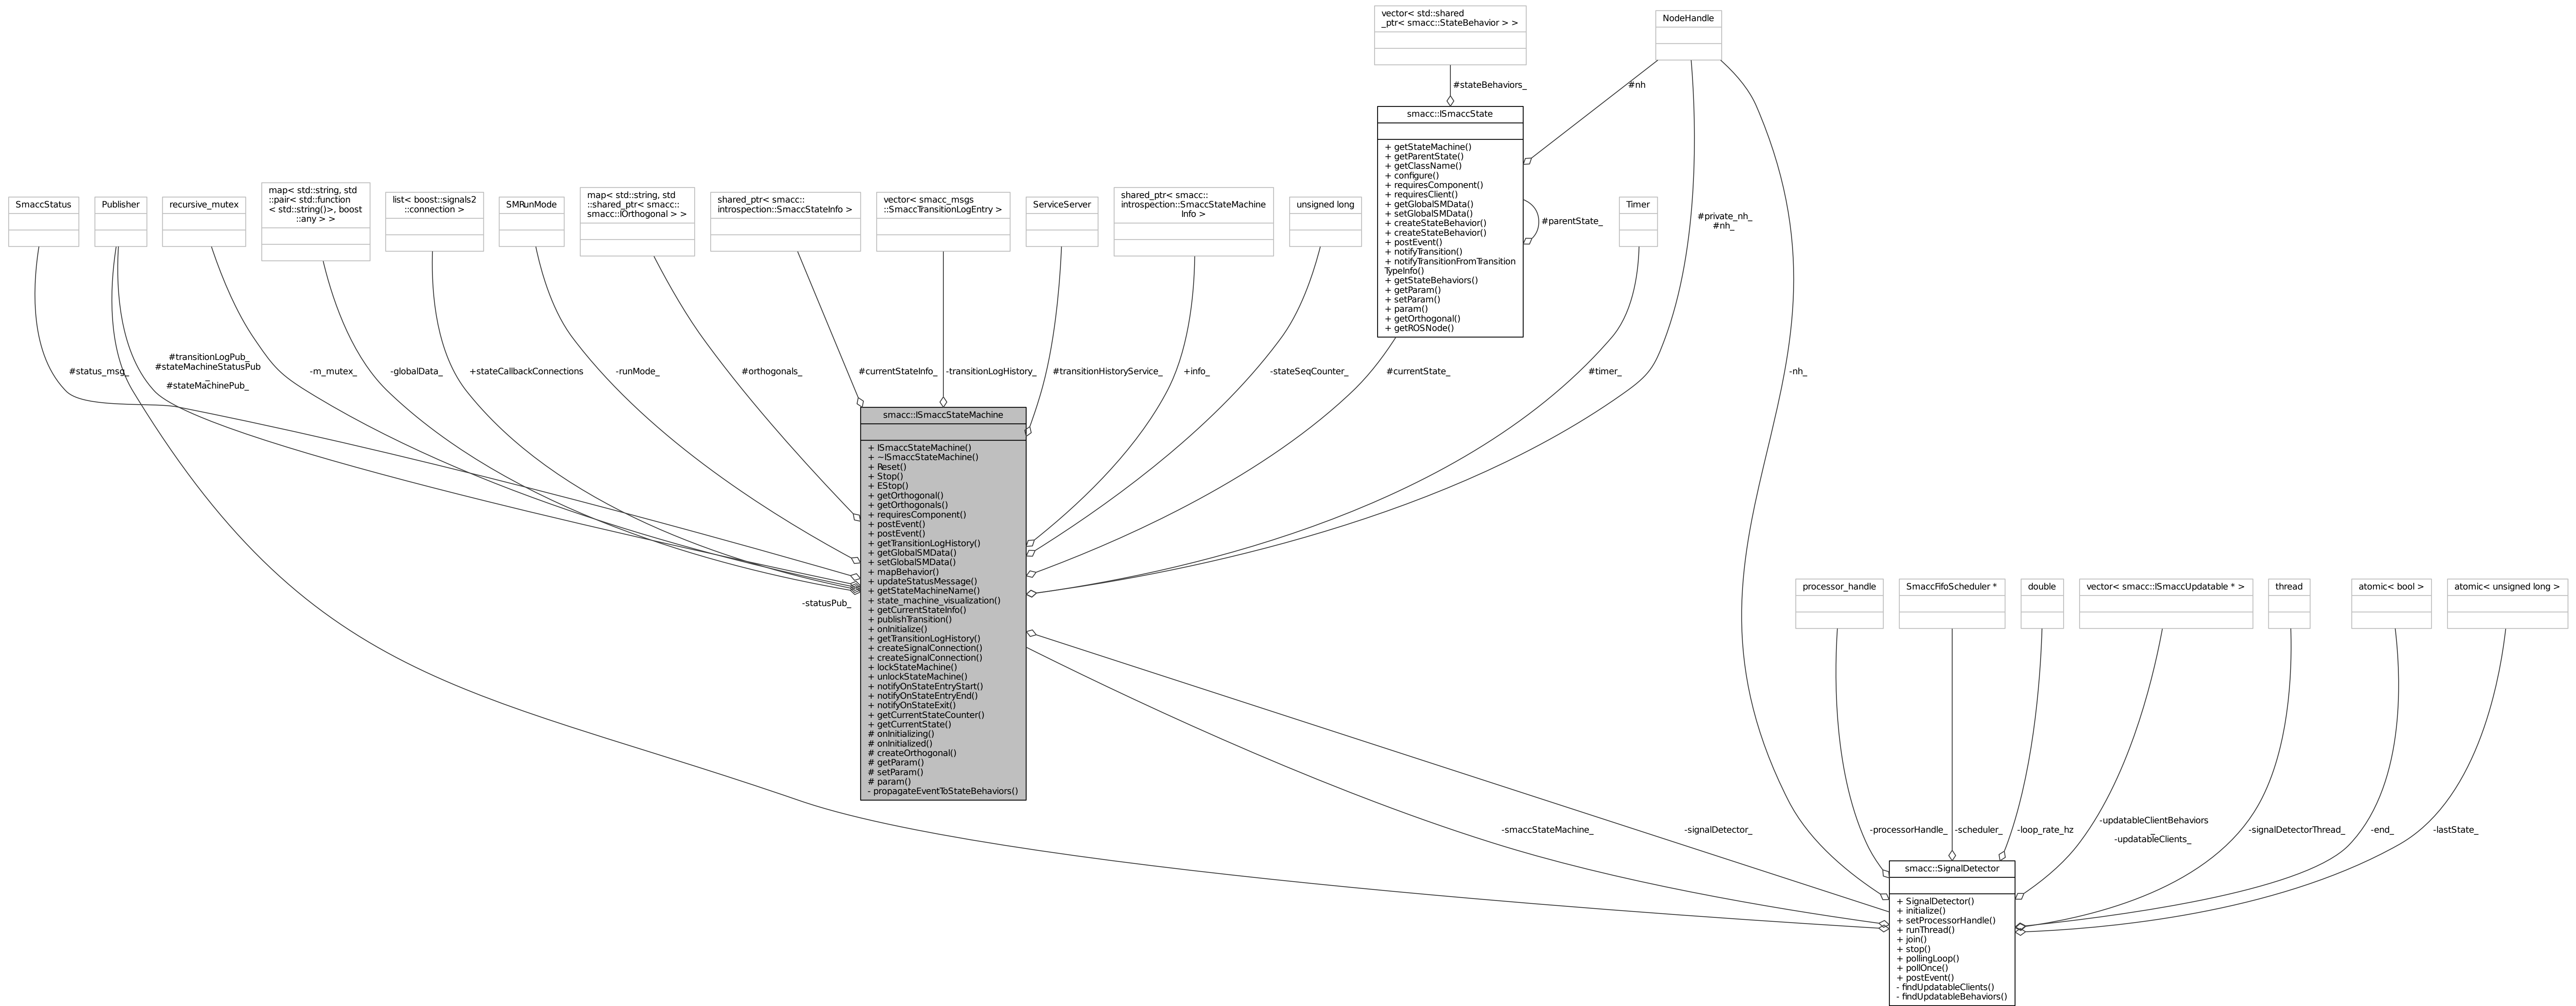 vector< std::shared
_ptr< smacc::StateBehavior > >
NodeHandle
#stateBehaviors_
#nh
smacc::ISmaccState
+ getStateMachine()
+ getParentState()
+ getClassName()
+ configure()
+ requiresComponent()
+ requiresClient()
+ getGlobalSMData()
+ setGlobalSMData()
+ createStateBehavior()
+ createStateBehavior()
+ postEvent()
+ notifyTransition()
+ notifyTransitionFromTransition
TypeInfo()
+ getStateBehaviors()
+ getParam()
+ setParam()
+ param()
+ getOrthogonal()
+ getROSNode()
#parentState_
SmaccStatus
Publisher
recursive_mutex
map< std::string, std
::pair< std::function
< std::string()>, boost
::any > >
list< boost::signals2
::connection >
SMRunMode
map< std::string, std
::shared_ptr< smacc::
smacc::IOrthogonal > >
shared_ptr< smacc::
introspection::SmaccStateInfo >
vector< smacc_msgs
::SmaccTransitionLogEntry >
ServiceServer
shared_ptr< smacc::
introspection::SmaccStateMachine
Info >
unsigned long
Timer
#private_nh_
#nh_
#status_msg_
#transitionLogPub_
#stateMachineStatusPub
_
#stateMachinePub_
-m_mutex_
-globalData_
+stateCallbackConnections
-runMode_
#orthogonals_
#currentStateInfo_
-transitionLogHistory_
#transitionHistoryService_
+info_
-stateSeqCounter_
#currentState_
#timer_
-nh_
smacc::ISmaccStateMachine
+ ISmaccStateMachine()
+ ~ISmaccStateMachine()
+ Reset()
+ Stop()
+ EStop()
+ getOrthogonal()
+ getOrthogonals()
+ requiresComponent()
+ postEvent()
+ postEvent()
+ getTransitionLogHistory()
+ getGlobalSMData()
+ setGlobalSMData()
+ mapBehavior()
+ updateStatusMessage()
+ getStateMachineName()
+ state_machine_visualization()
+ getCurrentStateInfo()
+ publishTransition()
+ onInitialize()
+ getTransitionLogHistory()
+ createSignalConnection()
+ createSignalConnection()
+ lockStateMachine()
+ unlockStateMachine()
+ notifyOnStateEntryStart()
+ notifyOnStateEntryEnd()
+ notifyOnStateExit()
+ getCurrentStateCounter()
+ getCurrentState()
# onInitializing()
# onInitialized()
# createOrthogonal()
# getParam()
# setParam()
# param()
- propagateEventToStateBehaviors()
-statusPub_
processor_handle
SmaccFifoScheduler *
double
vector< smacc::ISmaccUpdatable * >
thread
atomic< bool >
atomic< unsigned long >
-smaccStateMachine_
-signalDetector_
-processorHandle_
-scheduler_
-loop_rate_hz
-updatableClientBehaviors
_
-updatableClients_
-signalDetectorThread_
-end_
-lastState_
smacc::SignalDetector
+ SignalDetector()
+ initialize()
+ setProcessorHandle()
+ runThread()
+ join()
+ stop()
+ pollingLoop()
+ pollOnce()
+ postEvent()
- findUpdatableClients()
- findUpdatableBehaviors()